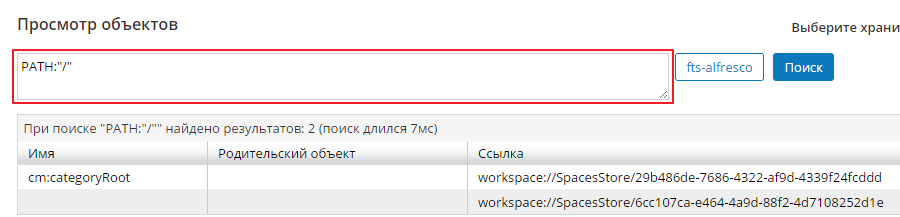 Просмотр объектов
Выберите храни
PATH:"/"
fts-alfresco
Поиск
При поиске "PATH:"/"" найдено результатов: 2 (поиск длился 7мс)
Имя Родительский объект Ссылка
cm:categoryRoot workspace://SpacesStore/29b486de-7686-4322-af9d-4339f24fcddd
workspace://SpacesStore/6cc107ca-e464-4a9d-88f2-4d7108252d1e